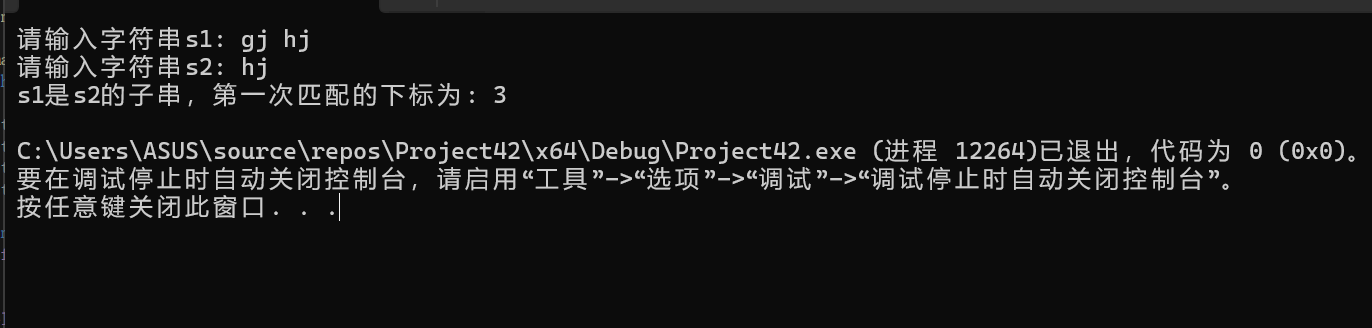 请输入字符串s1: gj hj
请输入字符串s2: hj
s1是s2的子串, 第一次匹配的下标为: 3
C:\Users\ASUS\source\repos\Project42\x64\Debug\Project42.exe (进程 12264)已退出, 代码为 0 (0x0)。
要在调试停止时自动关闭控制台, 请启用“工具”->“选项”->“调试”->“调试停止时自动关闭控制台”。
按任意键关闭此窗口. . .